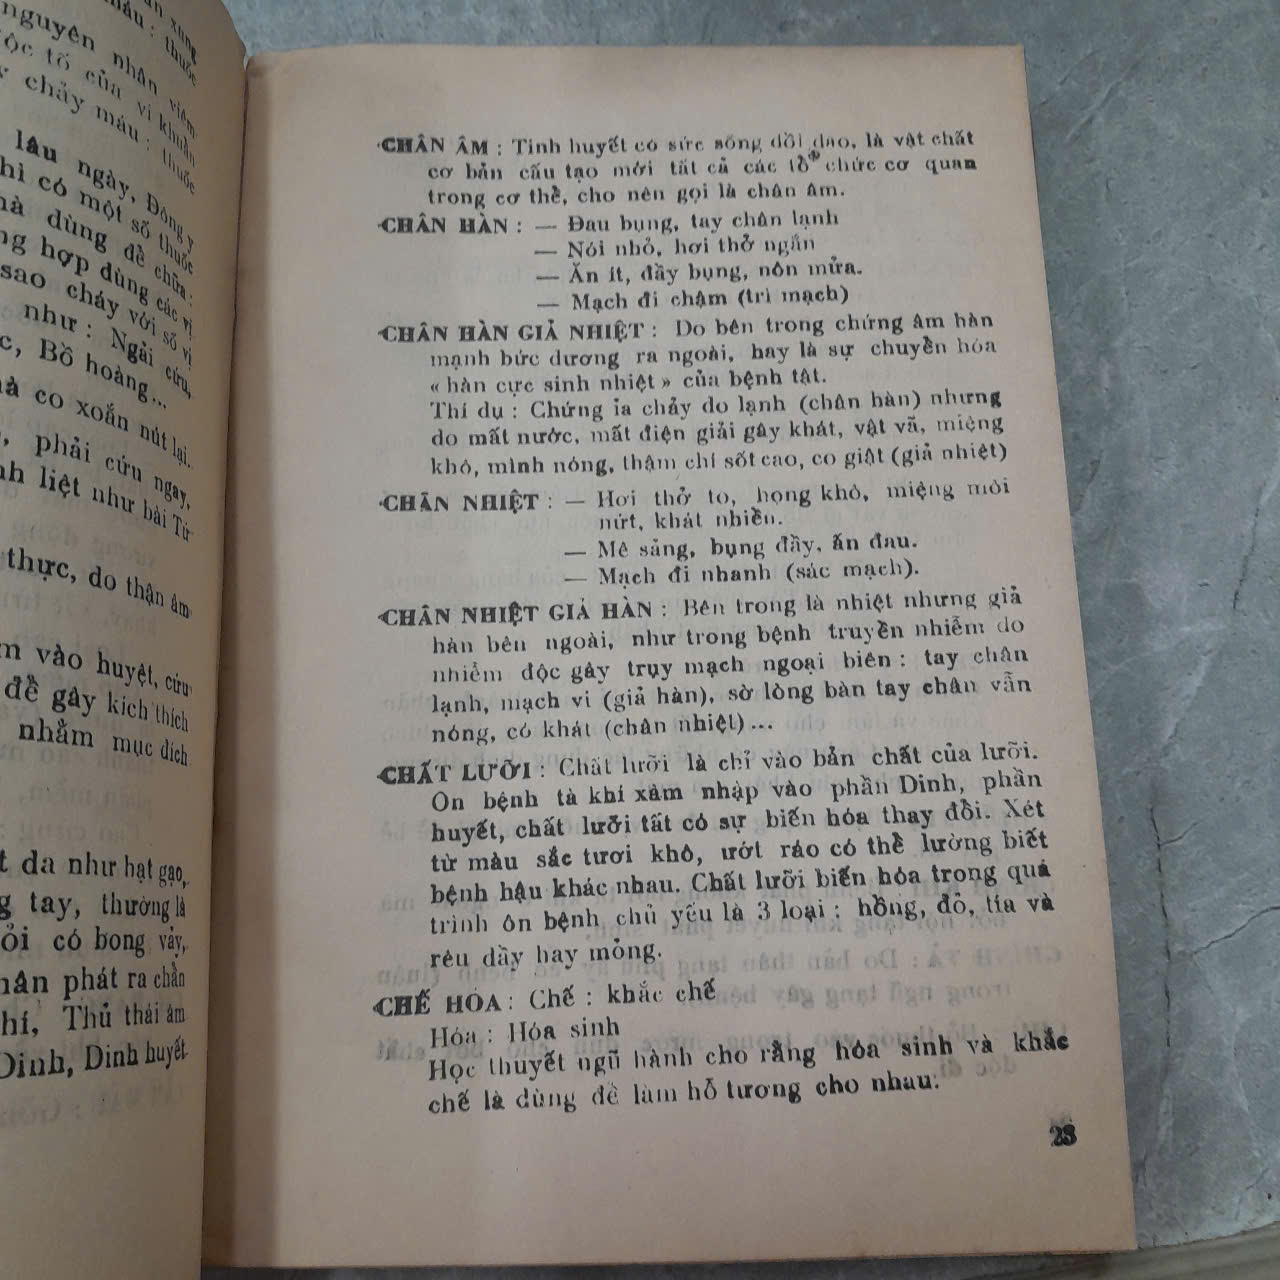 ăn xung
máu : thuốc
nguyên nhân viêm
độc tố của vi khuẩn
chảy máu : thuốc
lâu ngày, Đông y
hì có một số thuốc
dùng để chữa :
ng hợp dùng các vị
sao cháy với số vị
như : Ngải cứu,
c, Bồ hoàng...
co xoắn nút lại.
, phải cứu ngay,
nh liệt như bài Tứ
thực, do thận âm
m vào huyệt, cứu
để gây kích thích
nhằm mục đích
t da như hạt gạo,
g tay, thường là
ỏi có bong vảy,
hân phát ra chẩn
hí, Thủ thái âm
Dinh, Dinh huyết
CHÂN ÂM : Tinh huyết có sức sống dồi dao, là vật chất
cơ bản cấu tạo mới tất cả các tổ chức cơ quan
trong cơ thể, cho nên gọi là chân âm.
CHÂN HÀN : — Đau bụng, tay chân lạnh
— Nói nhỏ, hơi thở ngắn
— Ăn ít, đầy bụng, nôn mửa.
— Mạch đi chậm (trì mạch)
CHÂN HÀN GIẢ NHIỆT : Do bên trong chứng âm hàn
mạnh bức dương ra ngoài, hay là sự chuyển hóa
« hàn cực sinh nhiệt » của bệnh tật.
Thí dụ : Chứng ỉa chảy do lạnh (chân hàn) nhưng
do mất nước, mất điện giải gây khát, vật vã, miệng
khô, mình nóng, thậm chí sốt cao, co giật (giả nhiệt)
CHÂN NHIỆT : — Hơi thở to, họng khô, miệng môi
nứt, khát nhiều.
— Mê sảng, bụng đầy, ấn đau.
— Mạch đi nhanh (sác mạch).
CHÂN NHIỆT GIẢ HÀN : Bên trong là nhiệt nhưng giả
hàn bên ngoài, như trong bệnh truyền nhiễm do
nhiễm độc gây trụy mạch ngoại biên : tay chân
lạnh, mạch vi (giả hàn), sờ lòng bàn tay chân vẫn
nóng, có khát (chân nhiệt)...
CHẤT LƯỠI : Chất lưỡi là chỉ vào bản chất của lưỡi.
Ôn bệnh tà khí xâm nhập vào phần Dinh, phần
huyết, chất lưỡi tất có sự biến hóa thay đổi. Xét
từ màu sắc tươi khô, ướt ráo có thể lường biết
bệnh hậu khác nhau. Chất lưỡi biến hóa trong quá
trình ôn bệnh chủ yếu là 3 loại : hồng, đỏ, tía và
rêu dầy hay mỏng.
CHẾ HÓA : Chế : khắc chế
Hóa : Hóa sinh
Học thuyết ngũ hành cho rằng hóa sinh và khắc
chế là dùng để làm hỗ tương cho nhau.
23